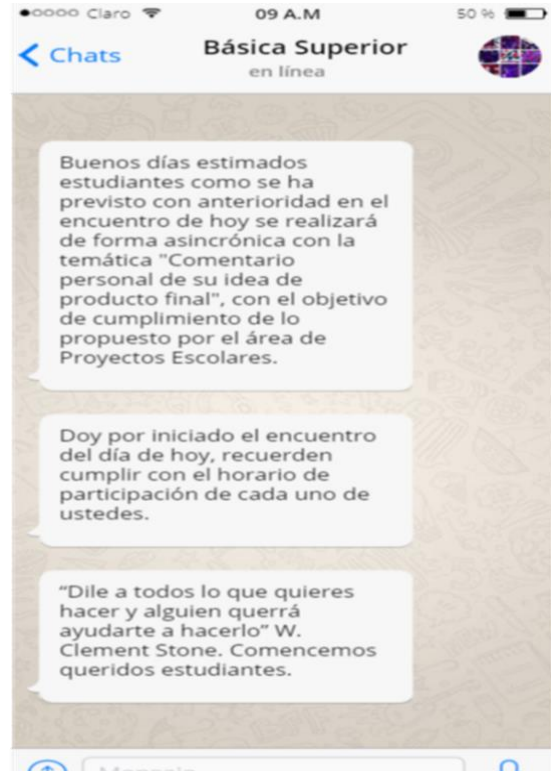 Claro 09 A.M 50 %
Chats Básica Superior
en línea
Buenos días estimados
estudiantes como se ha
previsto con anterioridad en el
encuentro de hoy se realizará
de forma asincrónica con la
temática "Comentario
personal de su idea de
producto final", con el objetivo
de cumplimiento de lo
propuesto por el área de
Proyectos Escolares.
Doy por iniciado el encuentro
del día de hoy, recuerden
cumplir con el horario de
participación de cada uno de
ustedes.
“Dile a todos lo que quieres
hacer y alguien querrá
ayudarte a hacerlo” W.
Clement Stone. Comencemos
queridos estudiantes.